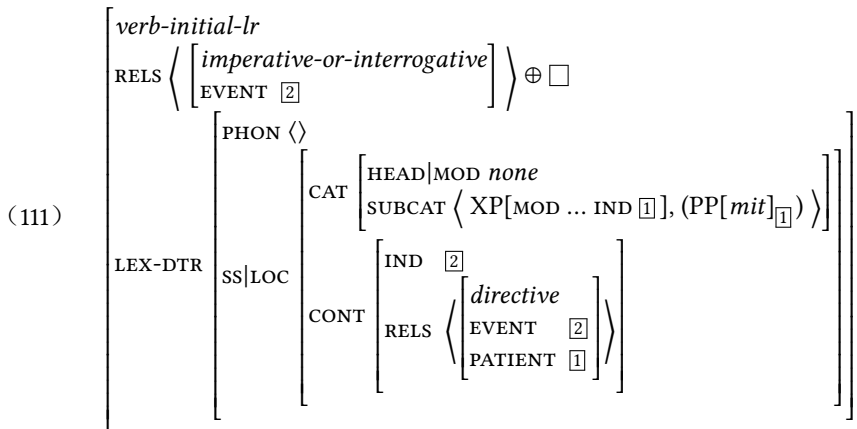 (111)
verb-initial-lr
RELS ⟨ [ imperative-or-interrogative
EVENT 2 ] ⟩ ⊕ □
LEX-DTR
PHON ⟨⟩
SS|LOC
CAT
HEAD|MOD none
SUBCAT ⟨ XP[MOD … IND 1], (PP[mit]1) ⟩
CONT
IND 2
RELS ⟨ [ directive
EVENT 2
PATIENT 1 ] ⟩